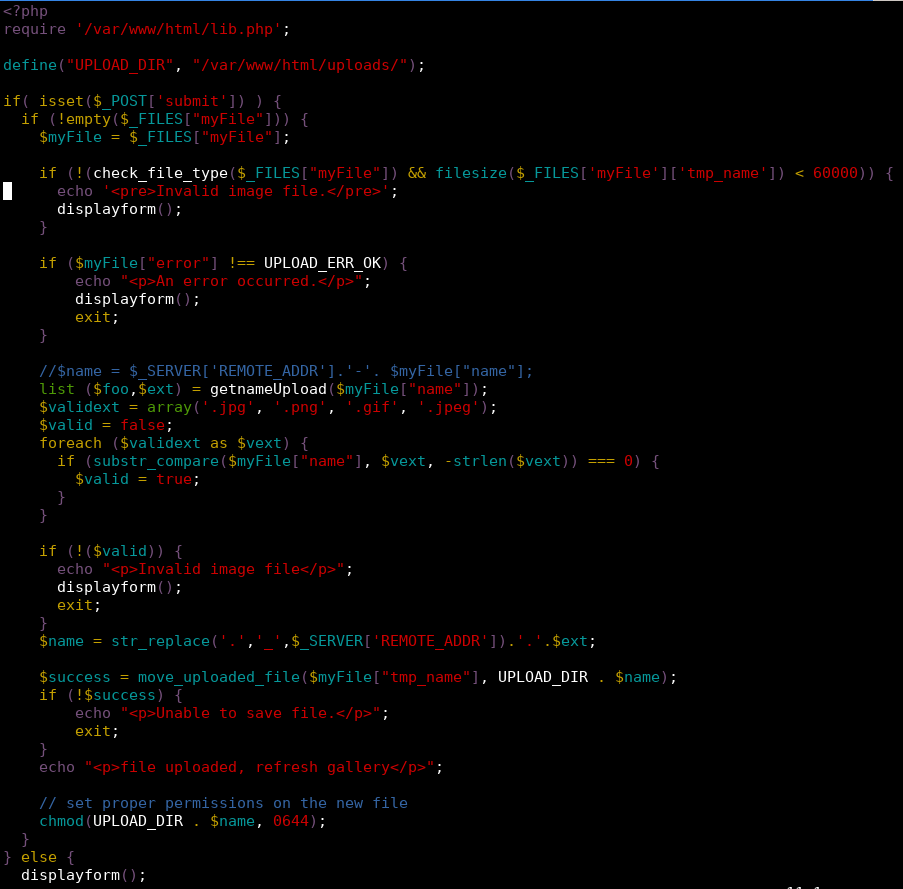 <?php
require '/var/www/html/lib.php';

define("UPLOAD_DIR", "/var/www/html/uploads/");

if( isset($_POST['submit']) ) {
  if (!empty($_FILES["myFile"])) {
    $myFile = $_FILES["myFile"];

    if (!(check_file_type($_FILES["myFile"]) && filesize($_FILES['myFile']['tmp_name']) < 60000)) {
      echo '<pre>Invalid image file.</pre>';
      displayform();
    }

    if ($myFile["error"] !== UPLOAD_ERR_OK) {
        echo "<p>An error occurred.</p>";
        displayform();
        exit;
    }

    //$name = $_SERVER['REMOTE_ADDR'].'-'. $myFile["name"];
    list ($foo,$ext) = getnameUpload($myFile["name"]);
    $validext = array('.jpg', '.png', '.gif', '.jpeg');
    $valid = false;
    foreach ($validext as $vext) {
      if (substr_compare($myFile["name"], $vext, -strlen($vext)) === 0) {
        $valid = true;
      }
    }

    if (!($valid)) {
      echo "<p>Invalid image file</p>";
      displayform();
      exit;
    }
    $name = str_replace('.','_',$_SERVER['REMOTE_ADDR']).'.'.$ext;

    $success = move_uploaded_file($myFile["tmp_name"], UPLOAD_DIR . $name);
    if (!$success) {
        echo "<p>Unable to save file.</p>";
        exit;
    }
    echo "<p>file uploaded, refresh gallery</p>";

    // set proper permissions on the new file
    chmod(UPLOAD_DIR . $name, 0644);
  }
} else {
  displayform();